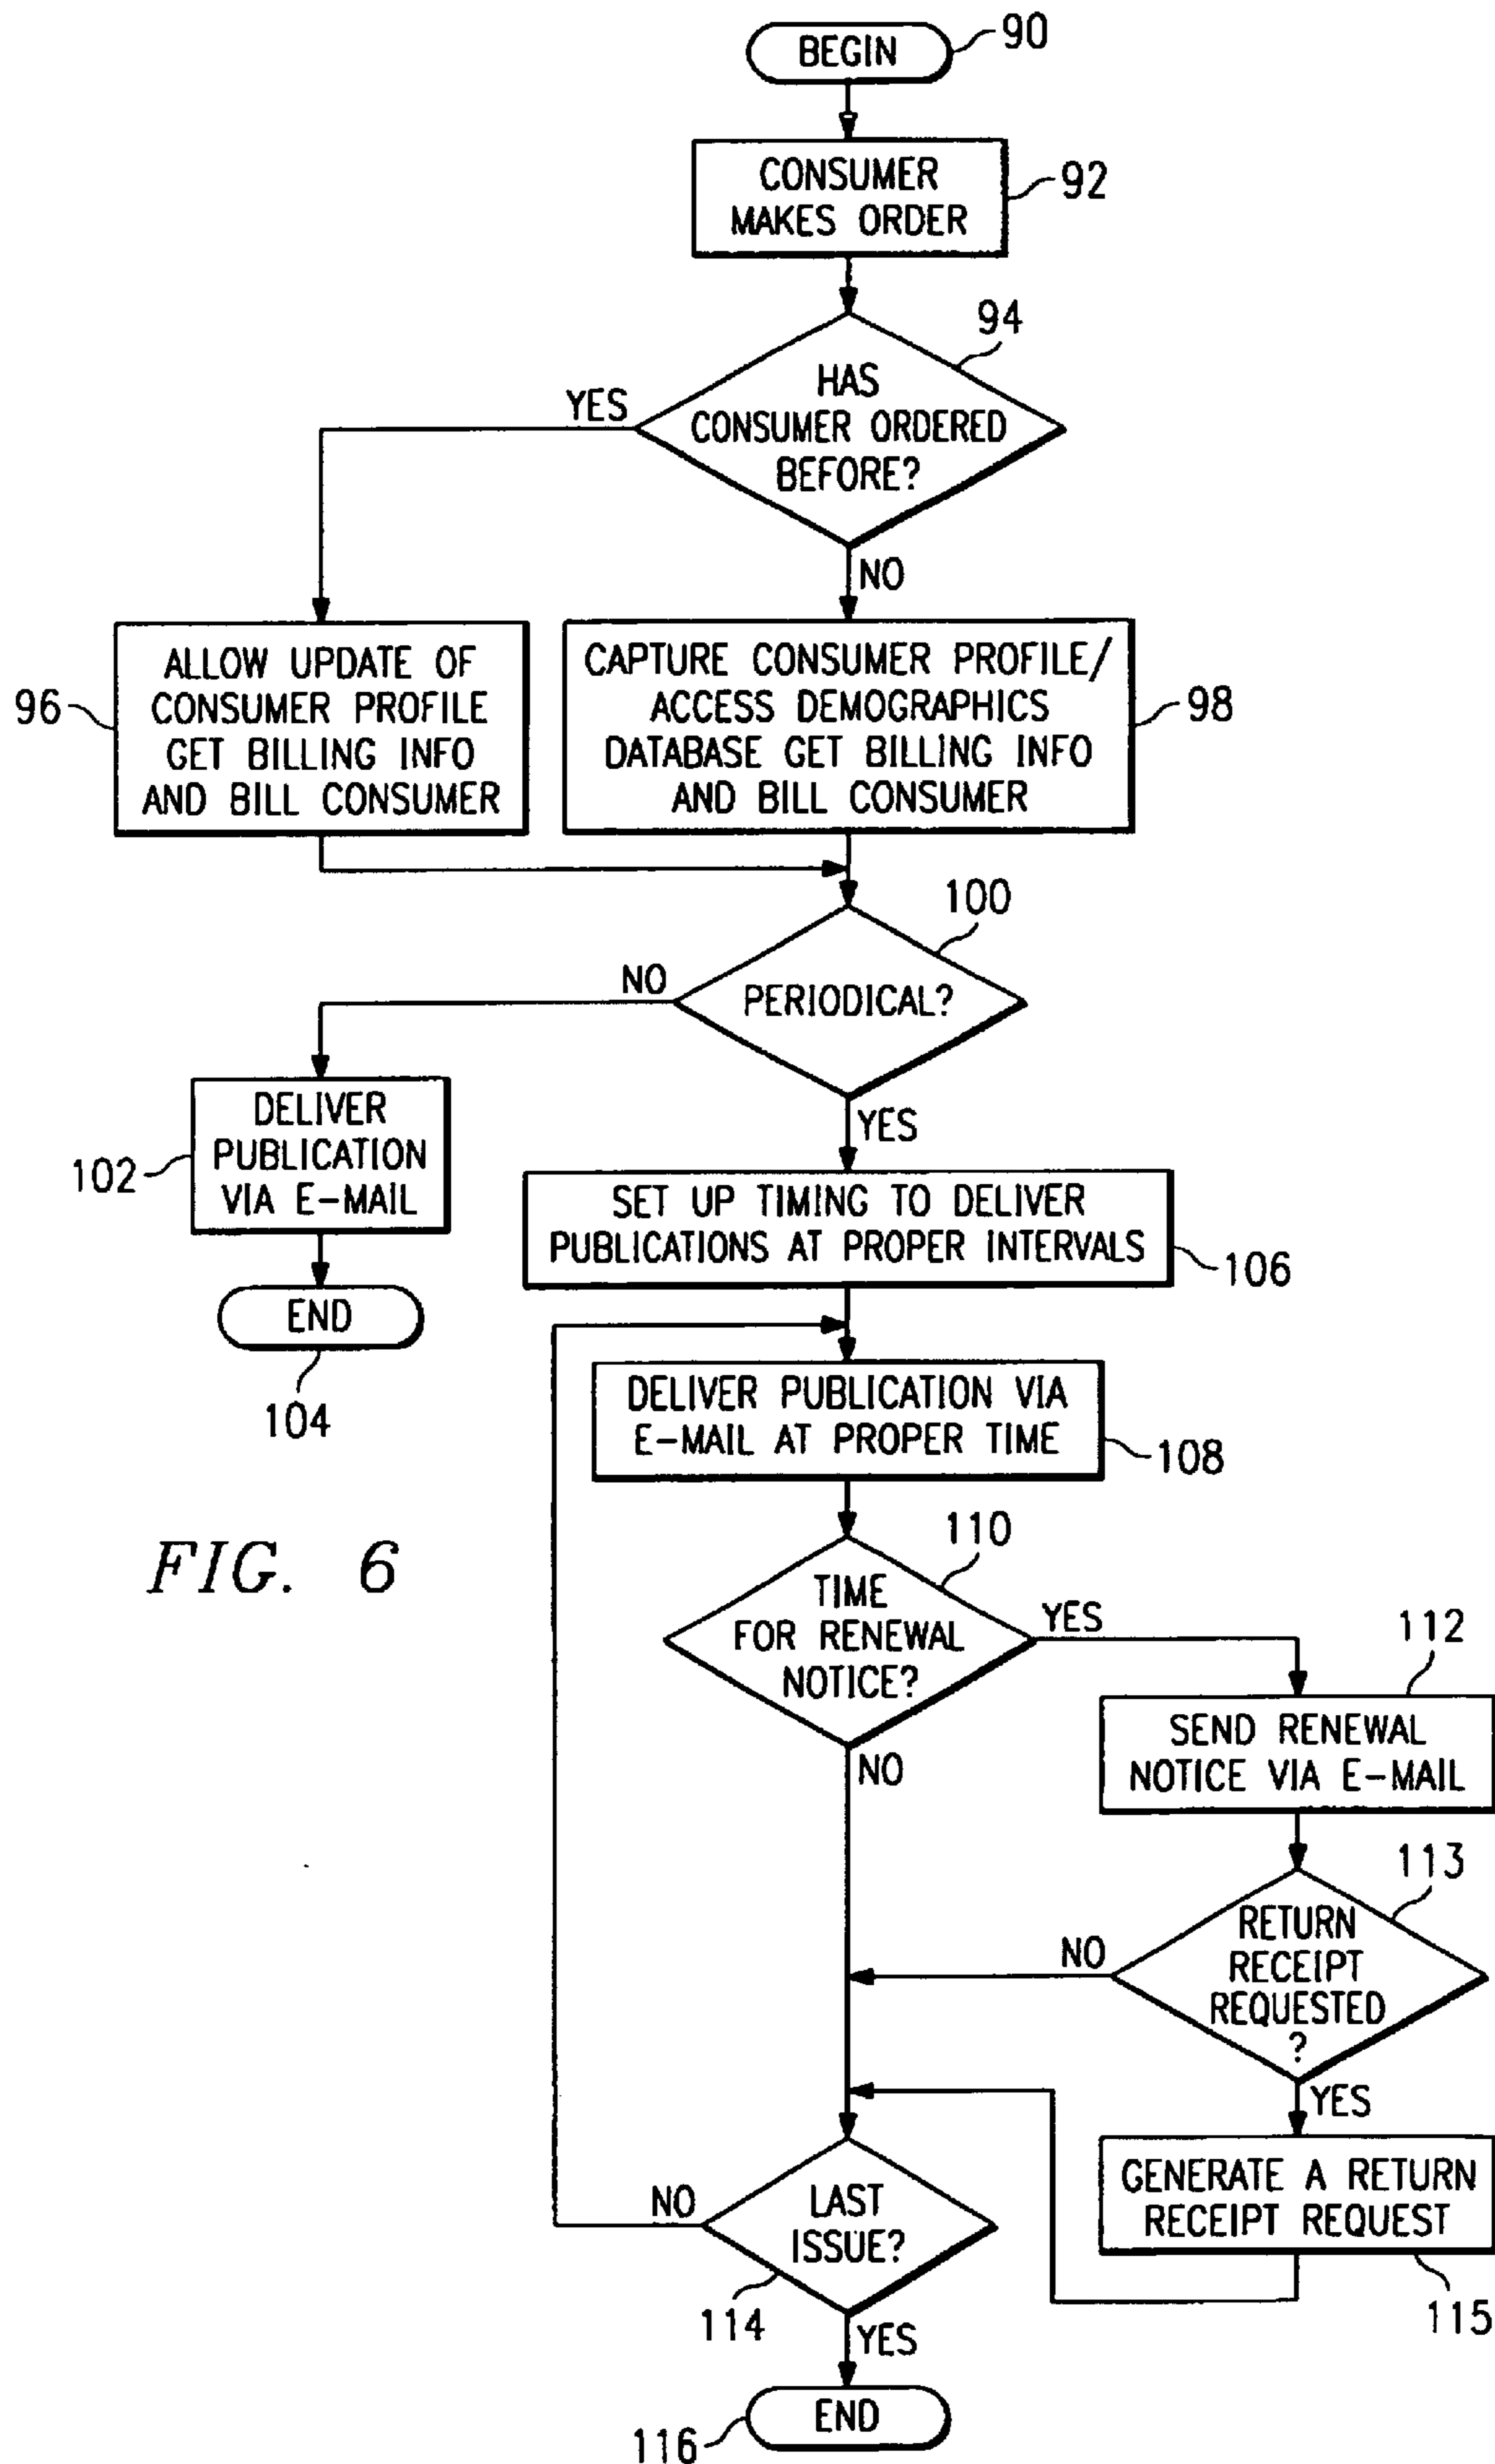 BEGIN
90
CONSUMER
MAKES ORDER
92
94
HAS
CONSUMER ORDERED
BEFORE?
YES
NO
96
ALLOW UPDATE OF
CONSUMER PROFILE
GET BILLING INFO
AND BILL CONSUMER
CAPTURE CONSUMER PROFILE/
ACCESS DEMOGRAPHICS
DATABASE GET BILLING INFO
AND BILL CONSUMER
98
100
PERIODICAL?
NO
YES
102
DELIVER
PUBLICATION
VIA E-MAIL
END
104
SET UP TIMING TO DELIVER
PUBLICATIONS AT PROPER INTERVALS
106
DELIVER PUBLICATION VIA
E-MAIL AT PROPER TIME
108
FIG. 6
110
TIME
FOR RENEWAL
NOTICE?
YES
NO
112
SEND RENEWAL
NOTICE VIA E-MAIL
113
RETURN
RECEIPT
REQUESTED
?
NO
YES
GENERATE A RETURN
RECEIPT REQUEST
115
LAST
ISSUE?
NO
114
YES
END
116